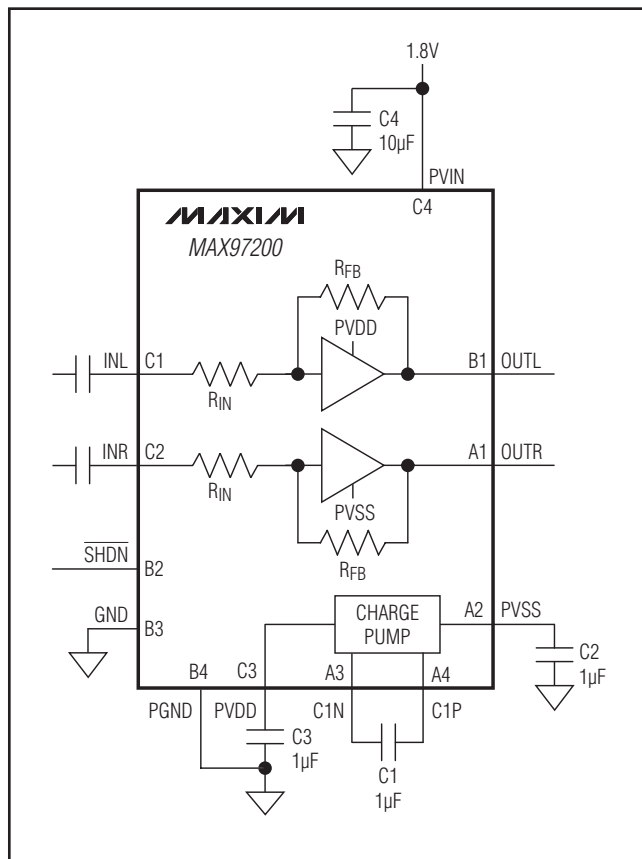 1.8V
C4
10µF
PVIN
C4
MAXIM
MAX97200
RFB
PVDD
INL
C1
RIN
B1
OUTL
INR
C2
RIN
A1
OUTR
PVSS
RFB
SHDN
B2
GND
B3
CHARGE
PUMP
A2
PVSS
C2
1µF
B4
C3
A3
A4
PGND
PVDD
C1N
C1P
C3
1µF
C1
1µF